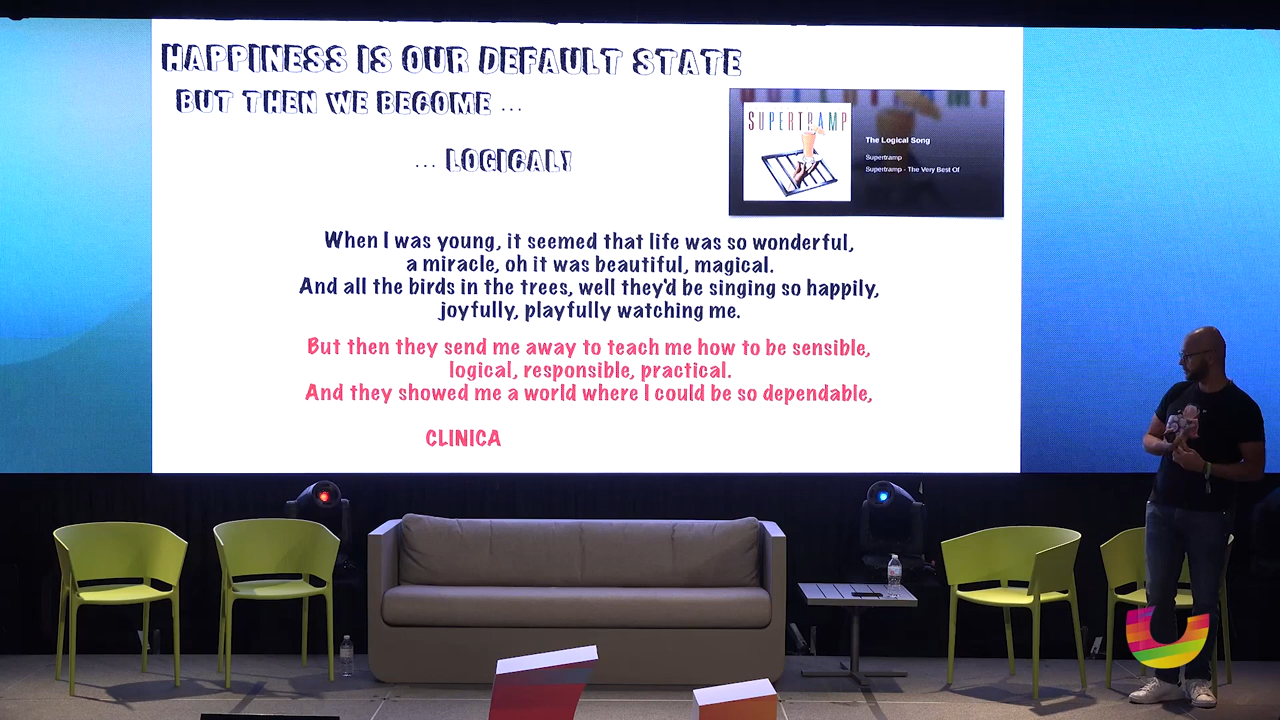 HAPPINESS IS OUR DEFAULT STATE
BUT THEN WE BECOME ...
... LOGICAL!
SUPERTRAMP
The Logical Song
Supertramp
Supertramp - The Very Best Of
When I was young, it seemed that life was so wonderful,
a miracle, oh it was beautiful, magical.
And all the birds in the trees, well they'd be singing so happily,
joyfully, playfully watching me.
But then they send me away to teach me how to be sensible,
logical, responsible, practical.
And they showed me a world where I could be so dependable,
CLINICA